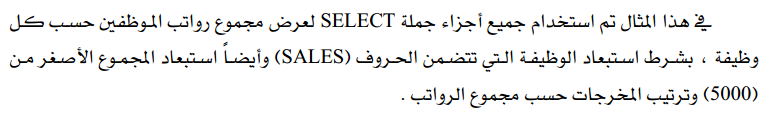 في هذا المثال تم استخدام جميع أجزاء جملة SELECT لعرض مجموع رواتب الموظفين حسب كل
وظيفة ، بشرط استبعاد الوظيفة التي تتضمن الحروف (SALES) وأيضاً استبعاد المجموع الأصغر من
(5000) وترتيب المخرجات حسب مجموع الرواتب .